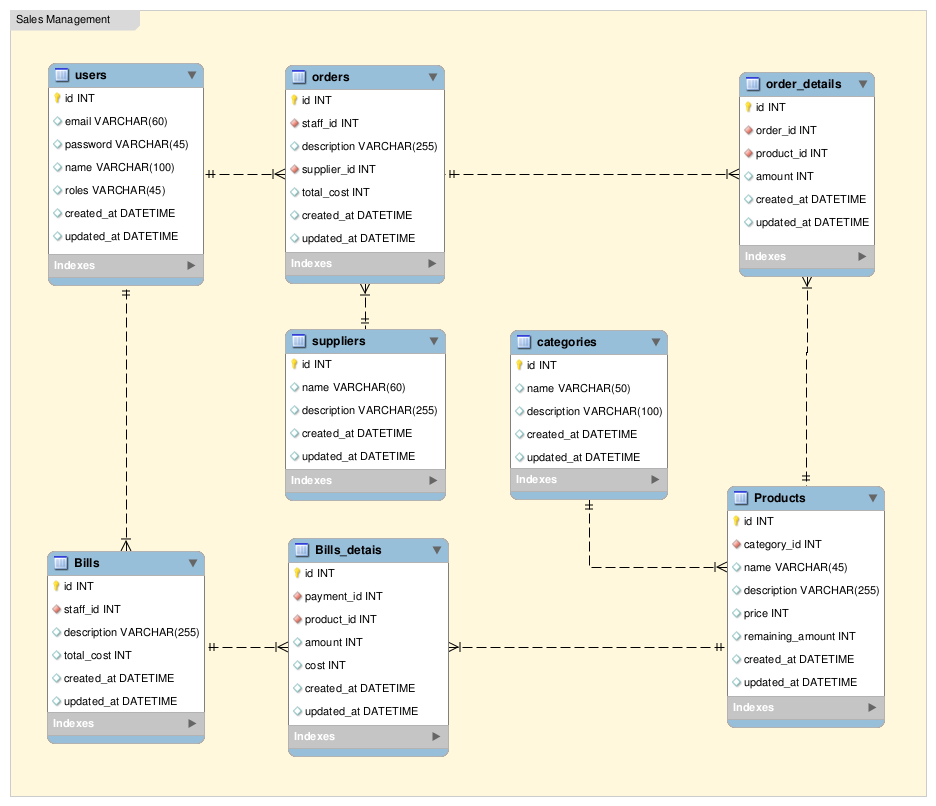 Sales Management
users
id INT
email VARCHAR(60)
password VARCHAR(45)
name VARCHAR(100)
roles VARCHAR(45)
created_at DATETIME
updated_at DATETIME
Indexes
orders
id INT
staff_id INT
description VARCHAR(255)
supplier_id INT
total_cost INT
created_at DATETIME
updated_at DATETIME
Indexes
order_details
id INT
order_id INT
product_id INT
amount INT
created_at DATETIME
updated_at DATETIME
Indexes
suppliers
id INT
name VARCHAR(60)
description VARCHAR(255)
created_at DATETIME
updated_at DATETIME
Indexes
categories
id INT
name VARCHAR(50)
description VARCHAR(100)
created_at DATETIME
updated_at DATETIME
Indexes
Products
id INT
category_id INT
name VARCHAR(45)
description VARCHAR(255)
price INT
remaining_amount INT
created_at DATETIME
updated_at DATETIME
Indexes
Bills
id INT
staff_id INT
description VARCHAR(255)
total_cost INT
created_at DATETIME
updated_at DATETIME
Indexes
Bills_detais
id INT
payment_id INT
product_id INT
amount INT
cost INT
created_at DATETIME
updated_at DATETIME
Indexes